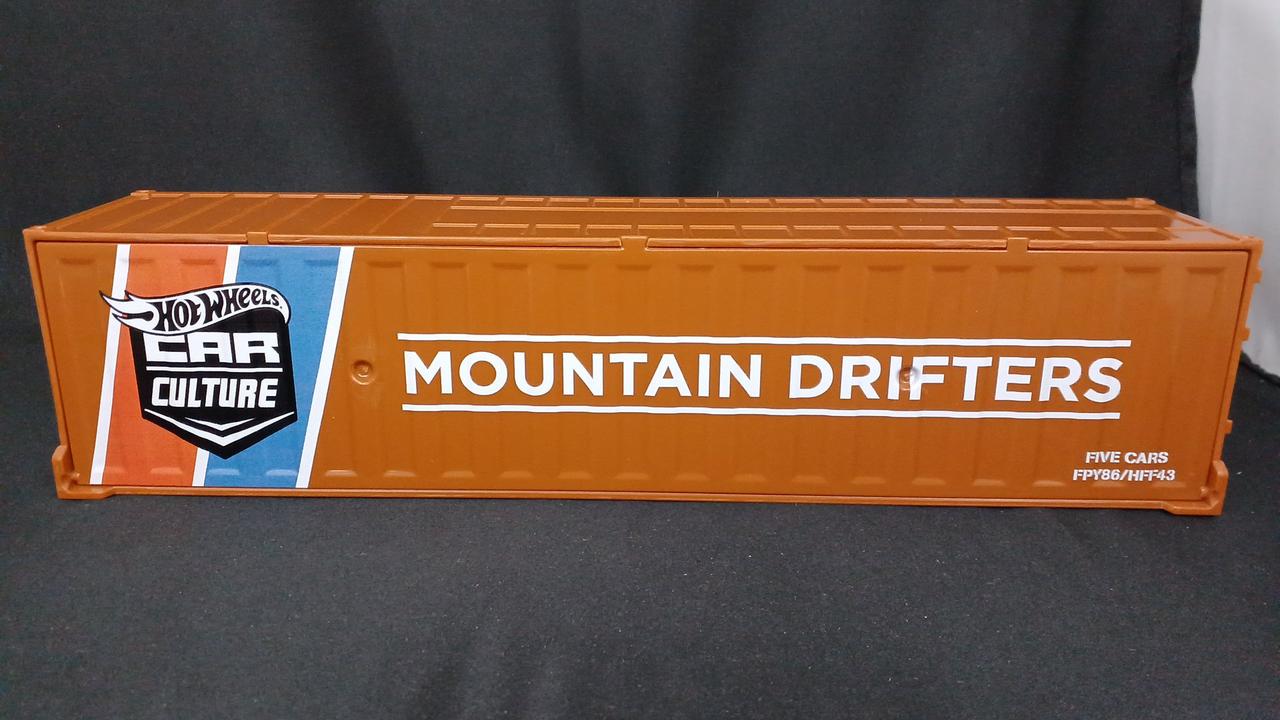 HOT WHEELS
CAR
CULTURE
MOUNTAIN DRIFTERS
FIVE CARS
FPY86/HFF43